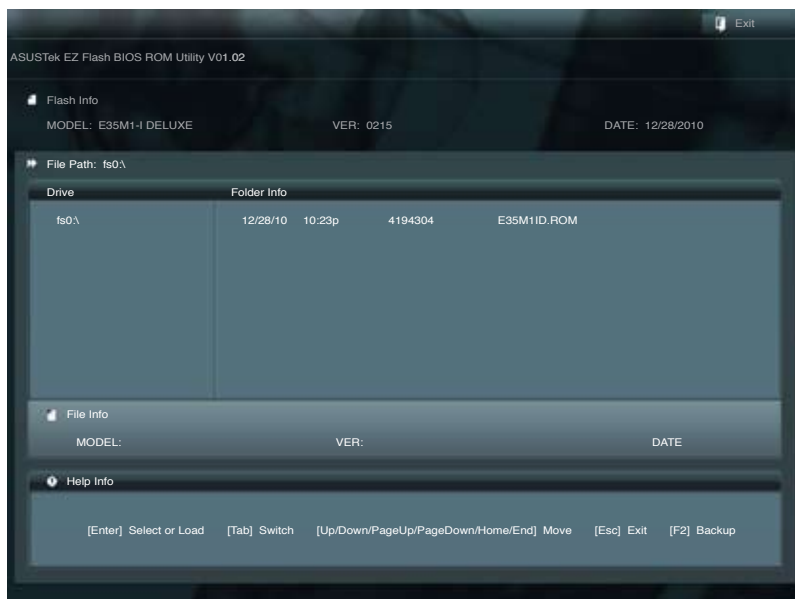 Exit
ASUSTek EZ Flash BIOS ROM Utility V01.02
Flash Info
MODEL: E35M1-I DELUXE VER: 0215 DATE: 12/28/2010
File Path: fs0:\
Drive Folder Info
fs0:\ 12/28/10 10:23p 4194304 E35M1ID.ROM
File Info
MODEL: VER: DATE
Help Info
[Enter] Select or Load [Tab] Switch [Up/Down/PageUp/PageDown/Home/End] Move [Esc] Exit [F2] Backup